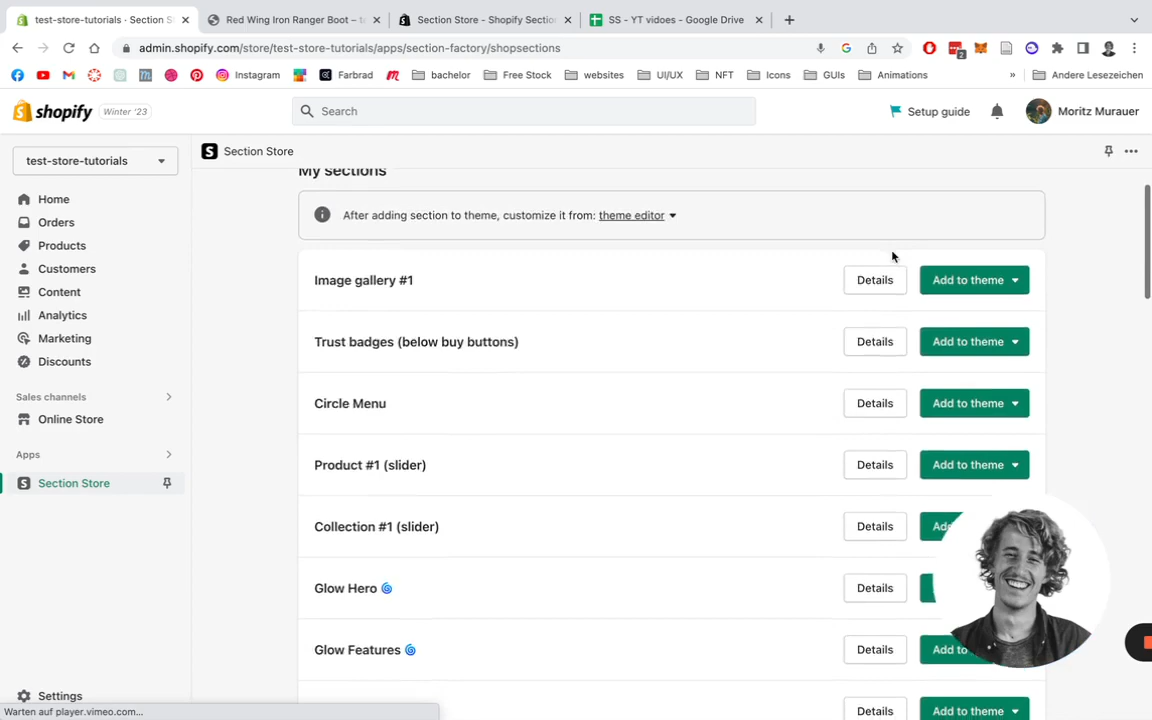 test-store-tutorials · Section S
Red Wing Iron Ranger Boot – t
Section Store - Shopify Section
SS - YT vidoes - Google Drive
admin.shopify.com/store/test-store-tutorials/apps/section-factory/shopsections
2
Instagram
Farbrad
bachelor
Free Stock
websites
UI/UX
NFT
Icons
GUIs
Animations
»
Andere Lesezeichen
shopify
Winter '23
Search
Setup guide
Moritz Murauer
test-store-tutorials
Section Store
Home
Orders
Products
Customers
Content
Analytics
Marketing
Discounts
Sales channels
Online Store
Apps
Section Store
Settings
My sections
After adding section to theme, customize it from: theme editor
Image gallery #1
Details
Add to theme
Trust badges (below buy buttons)
Details
Add to theme
Circle Menu
Details
Add to theme
Product #1 (slider)
Details
Add to theme
Collection #1 (slider)
Details
Add
Glow Hero 🌀
Details
Glow Features 🌀
Details
Add to
Details
Add to theme
Warten auf player.vimeo.com...